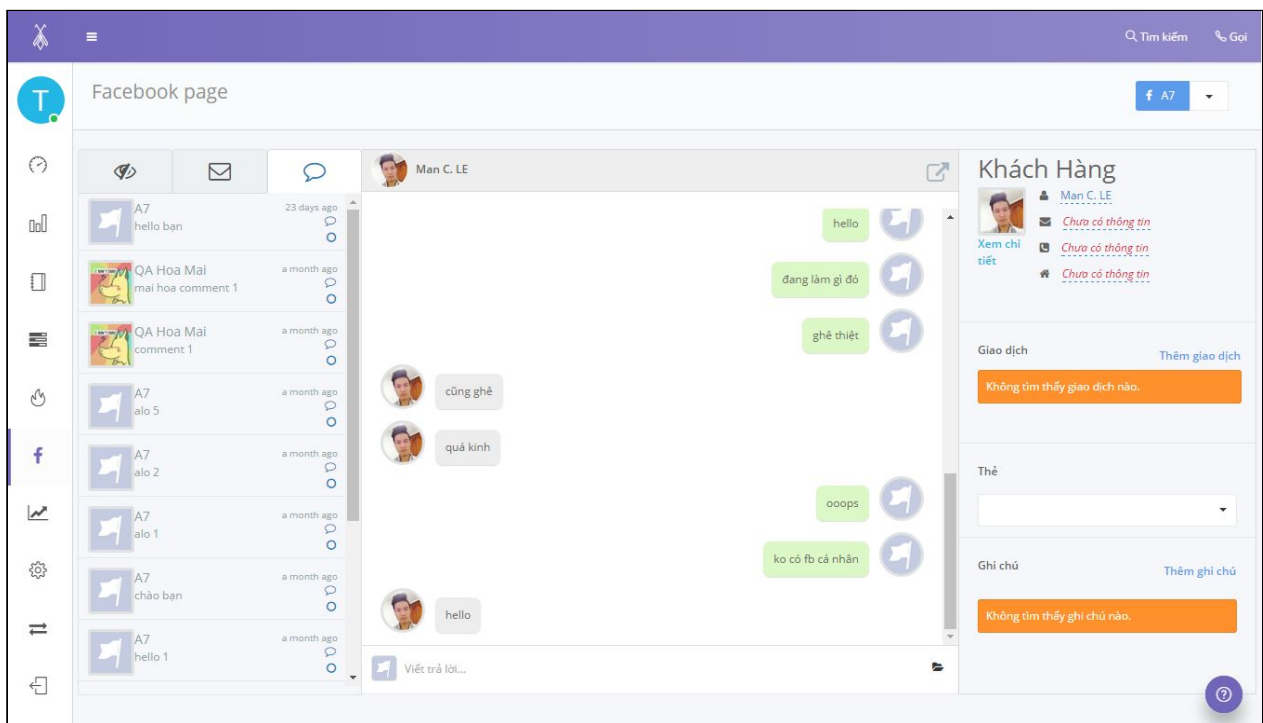 Tìm kiếm
Gọi
T
Facebook page
A7
A7
23 days ago
hello bạn
QA Hoa Mai
a month ago
mai hoa comment 1
QA Hoa Mai
a month ago
comment 1
A7
a month ago
alo 5
A7
a month ago
alo 2
A7
a month ago
alo 1
A7
a month ago
chào bạn
A7
a month ago
hello 1
Man C. LE
hello
đang làm gì đó
ghê thiệt
cũng ghê
quá kinh
ooops
ko có fb cá nhân
hello
Viết trả lời...
Khách Hàng
Man C. LE
Chưa có thông tin
Chưa có thông tin
Chưa có thông tin
Xem chi
tiết
Giao dịch
Thêm giao dịch
Không tìm thấy giao dịch nào.
Thẻ
Ghi chú
Thêm ghi chú
Không tìm thấy ghi chú nào.